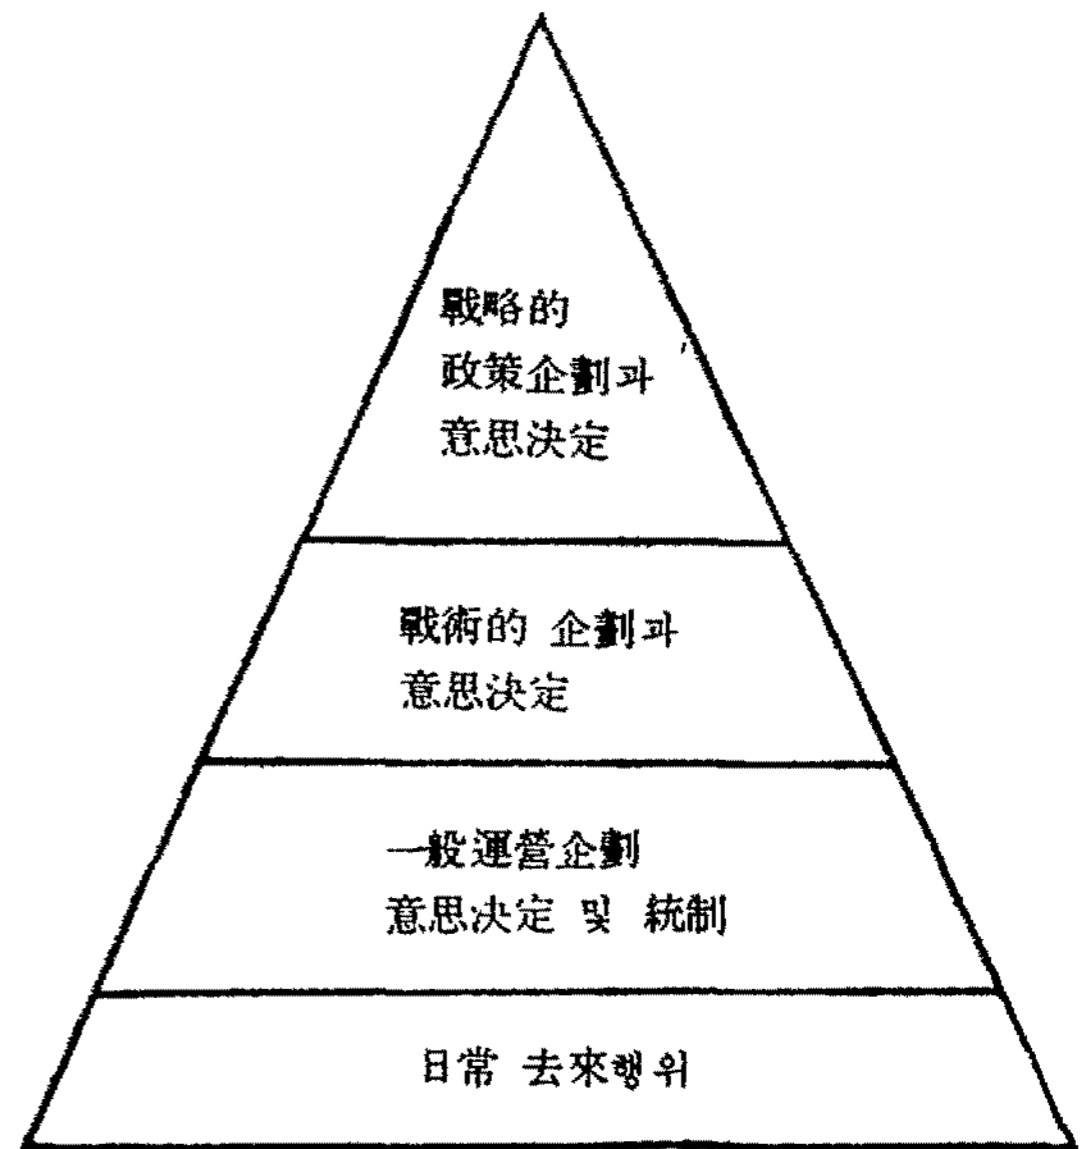 戰略的
政策企劃과
意思決定
戰術的 企劃과
意思決定
一般運營企劃
意思決定 및 統制
日常 去來행위